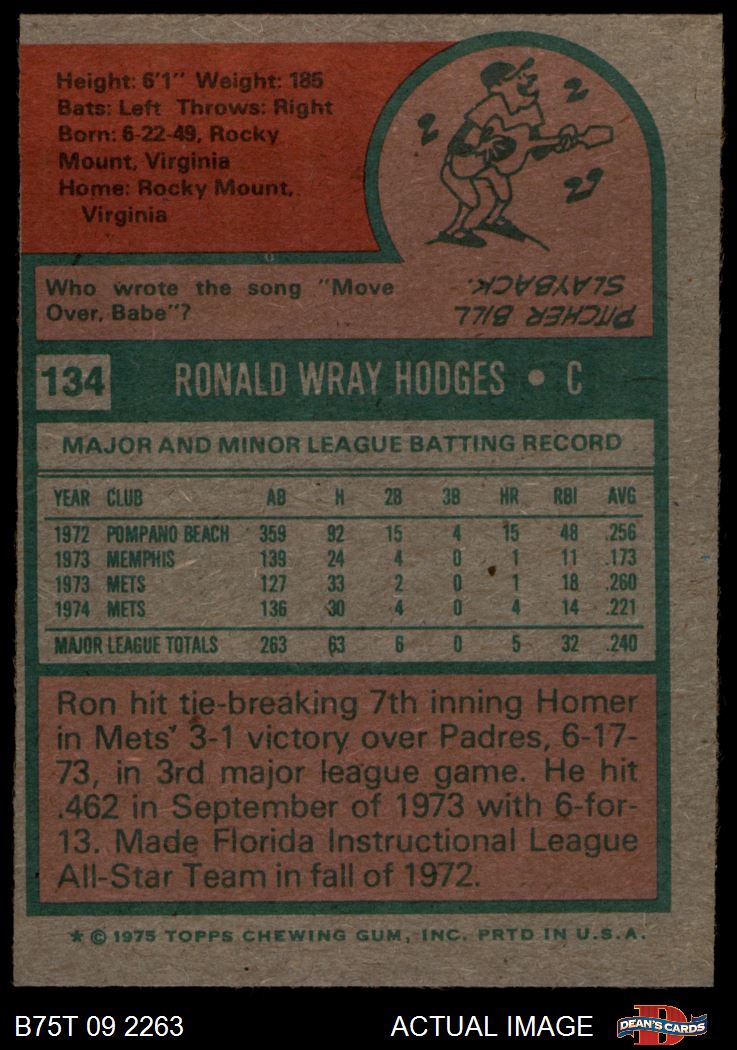 Height: 6'1" Weight: 185
Bats: Left Throws: Right
Born: 6-22-49, Rocky
Mount, Virginia
Home: Rocky Mount,
Virginia
Who wrote the song "Move
Over, Babe"?
PITCHER BILL
SLAYBACK.
134 RONALD WRAY HODGES • C
MAJOR AND MINOR LEAGUE BATTING RECORD
YEAR CLUB AB H 2B 3B HR RBI AVG
1972 POMPANO BEACH 359 92 15 4 15 48 .256
1973 MEMPHIS 139 24 4 0 1 11 .173
1973 METS 127 33 2 0 1 18 .260
1974 METS 136 30 4 0 4 14 .221
MAJOR LEAGUE TOTALS 263 63 6 0 5 32 .240
Ron hit tie-breaking 7th inning Homer
in Mets' 3-1 victory over Padres, 6-17-
73, in 3rd major league game. He hit
.462 in September of 1973 with 6-for-
13. Made Florida Instructional League
All-Star Team in fall of 1972.
* © 1975 TOPPS CHEWING GUM, INC. PRTD IN U.S.A.
B75T 09 2263 ACTUAL IMAGE D DEAN'S CARDS